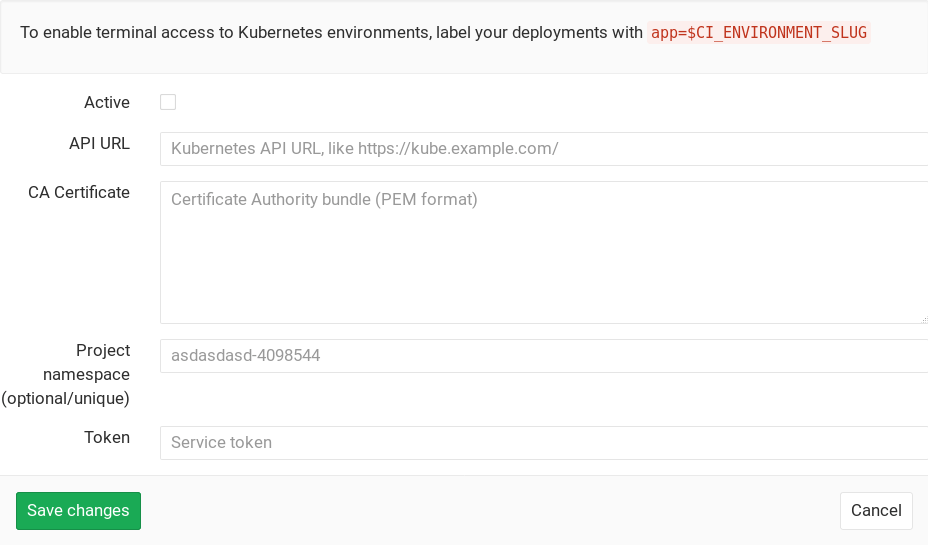 To enable terminal access to Kubernetes environments, label your deployments with app=$CI_ENVIRONMENT_SLUG
Active
API URL
Kubernetes API URL, like https://kube.example.com/
CA Certificate
Certificate Authority bundle (PEM format)
Project
namespace
(optional/unique)
asdasdasd-4098544
Token
Service token
Save changes
Cancel